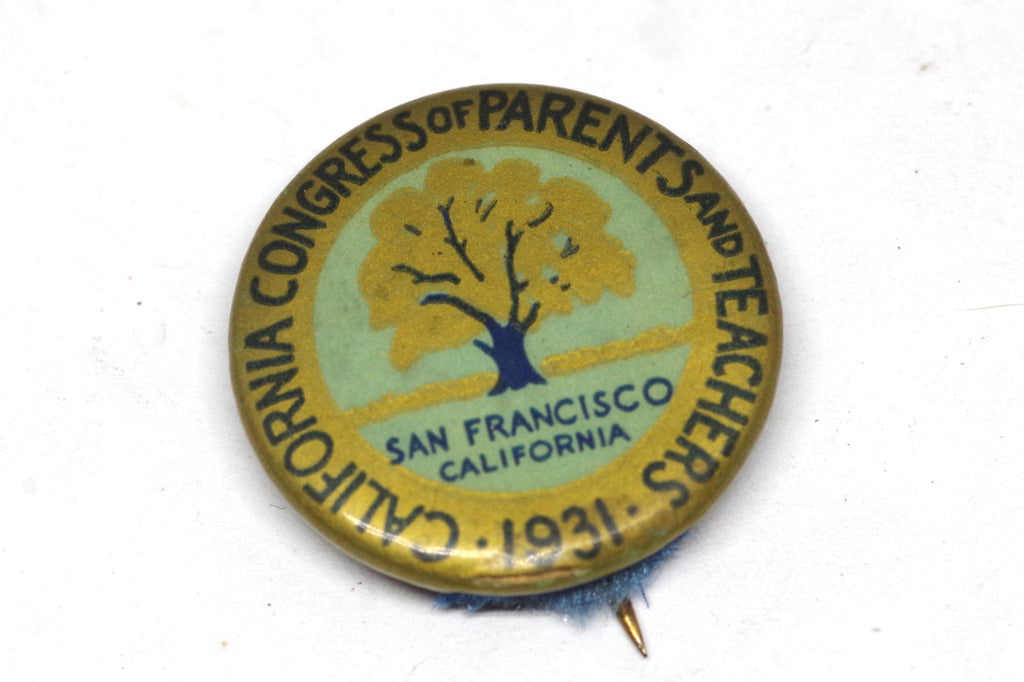 CALIFORNIA CONGRESS OF PARENTS AND TEACHERS · 1931 ·
SAN FRANCISCO
CALIFORNIA